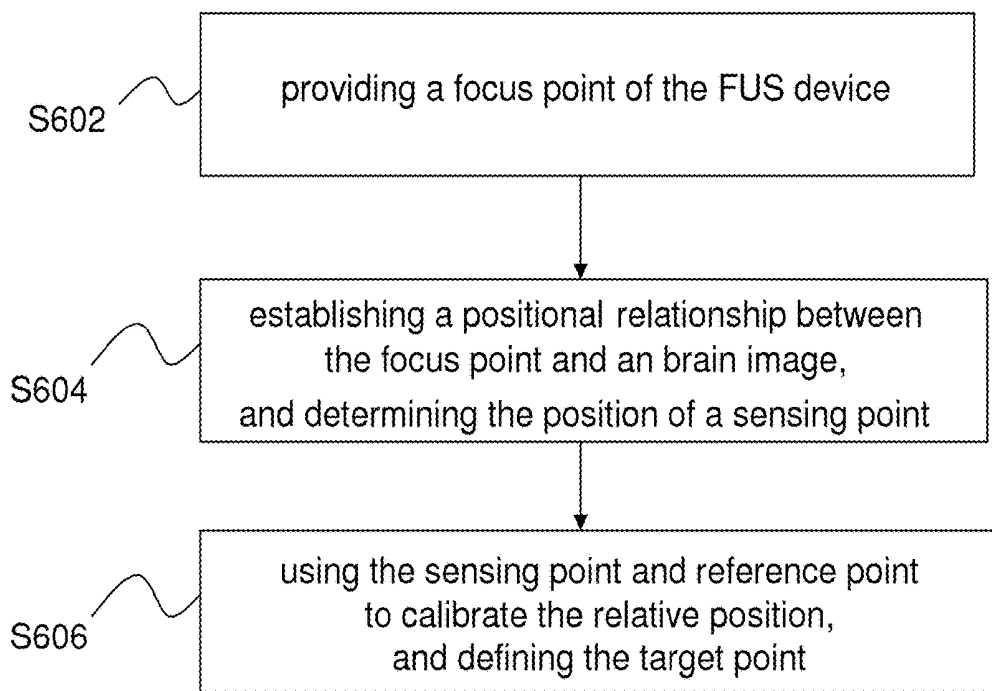 S602
providing a focus point of the FUS device
S604
establishing a positional relationship between
the focus point and an brain image,
and determining the position of a sensing point
S606
using the sensing point and reference point
to calibrate the relative position,
and defining the target point